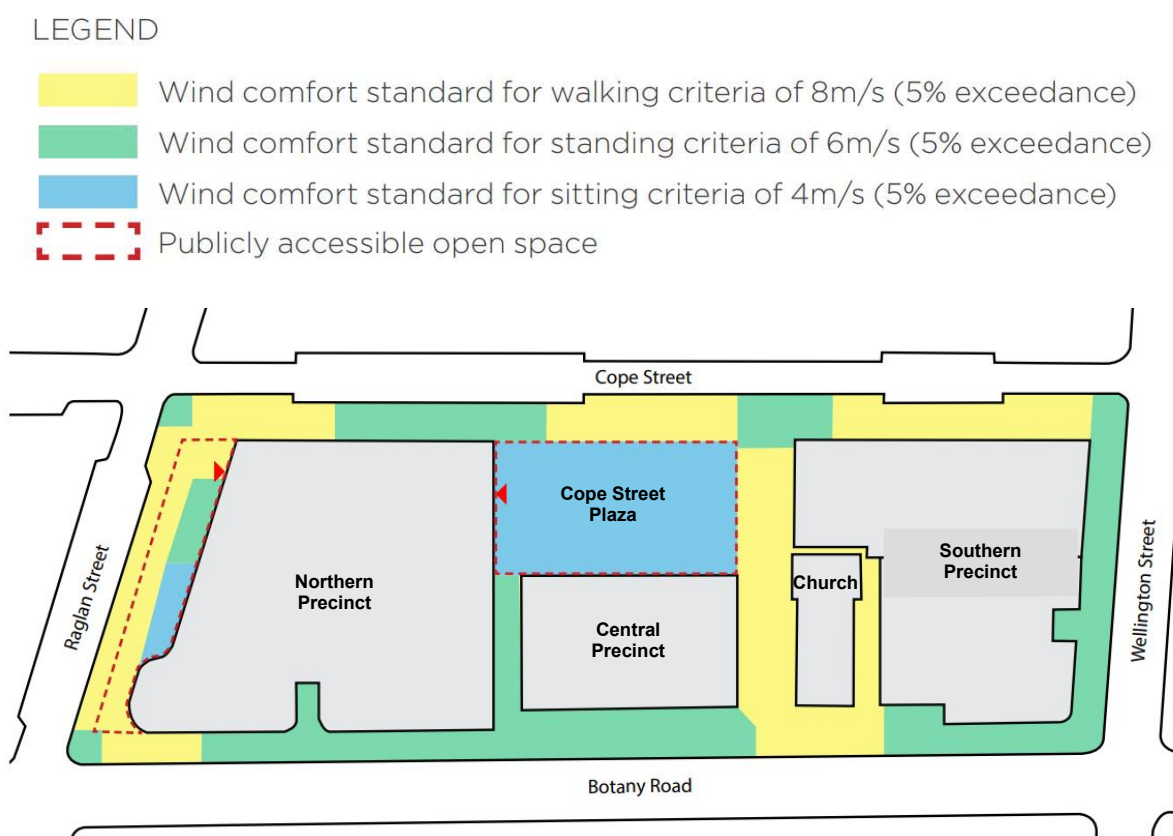 LEGEND
Wind comfort standard for walking criteria of 8m/s (5% exceedance)
Wind comfort standard for standing criteria of 6m/s (5% exceedance)
Wind comfort standard for sitting criteria of 4m/s (5% exceedance)
Publicly accessible open space
Cope Street
Cope Street
Plaza
Northern
Precinct
Central
Precinct
Church
Southern
Precinct
Raglan Street
Wellington Street
Botany Road